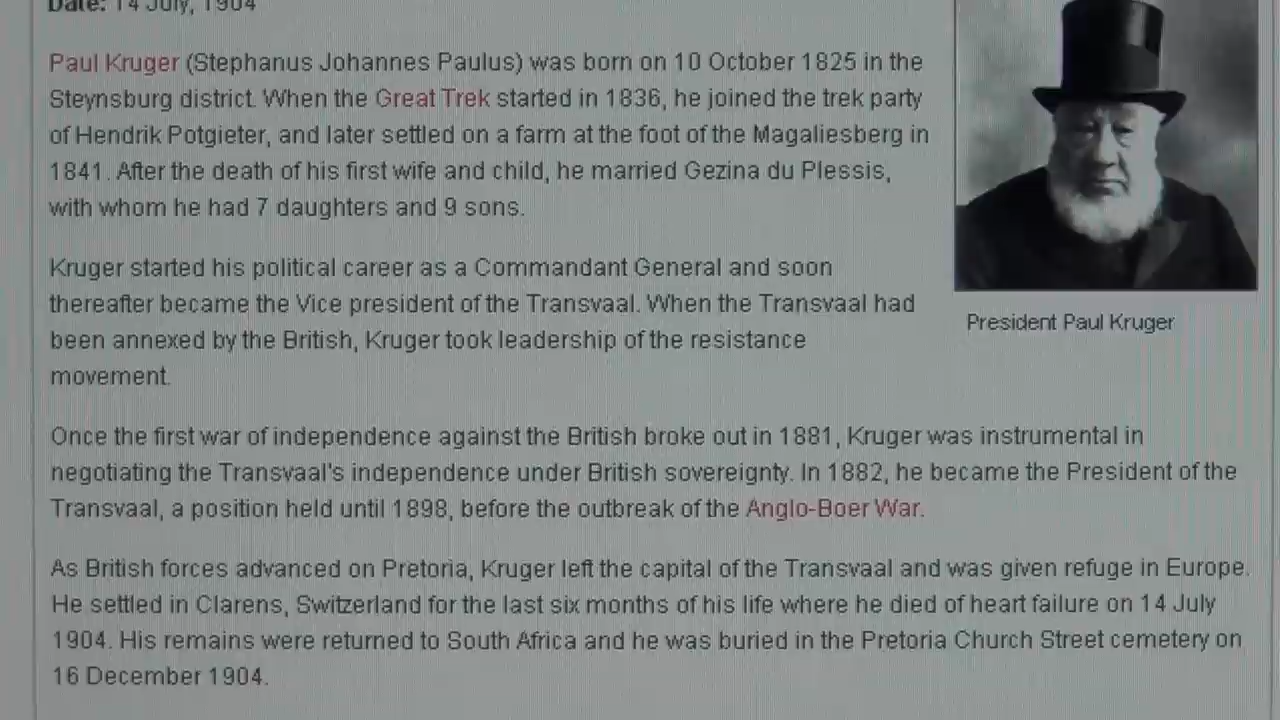 Date: 14 July, 1904
Paul Kruger (Stephanus Johannes Paulus) was born on 10 October 1825 in the
Steynsburg district. When the Great Trek started in 1836, he joined the trek party
of Hendrik Potgieter, and later settled on a farm at the foot of the Magaliesberg in
1841. After the death of his first wife and child, he married Gezina du Plessis,
with whom he had 7 daughters and 9 sons.
Kruger started his political career as a Commandant General and soon
thereafter became the Vice president of the Transvaal. When the Transvaal had
been annexed by the British, Kruger took leadership of the resistance
movement.
President Paul Kruger
Once the first war of independence against the British broke out in 1881, Kruger was instrumental in
negotiating the Transvaal's independence under British sovereignty. In 1882, he became the President of the
Transvaal, a position held until 1898, before the outbreak of the Anglo-Boer War.
As British forces advanced on Pretoria, Kruger left the capital of the Transvaal and was given refuge in Europe.
He settled in Clarens, Switzerland for the last six months of his life where he died of heart failure on 14 July
1904. His remains were returned to South Africa and he was buried in the Pretoria Church Street cemetery on
16 December 1904.